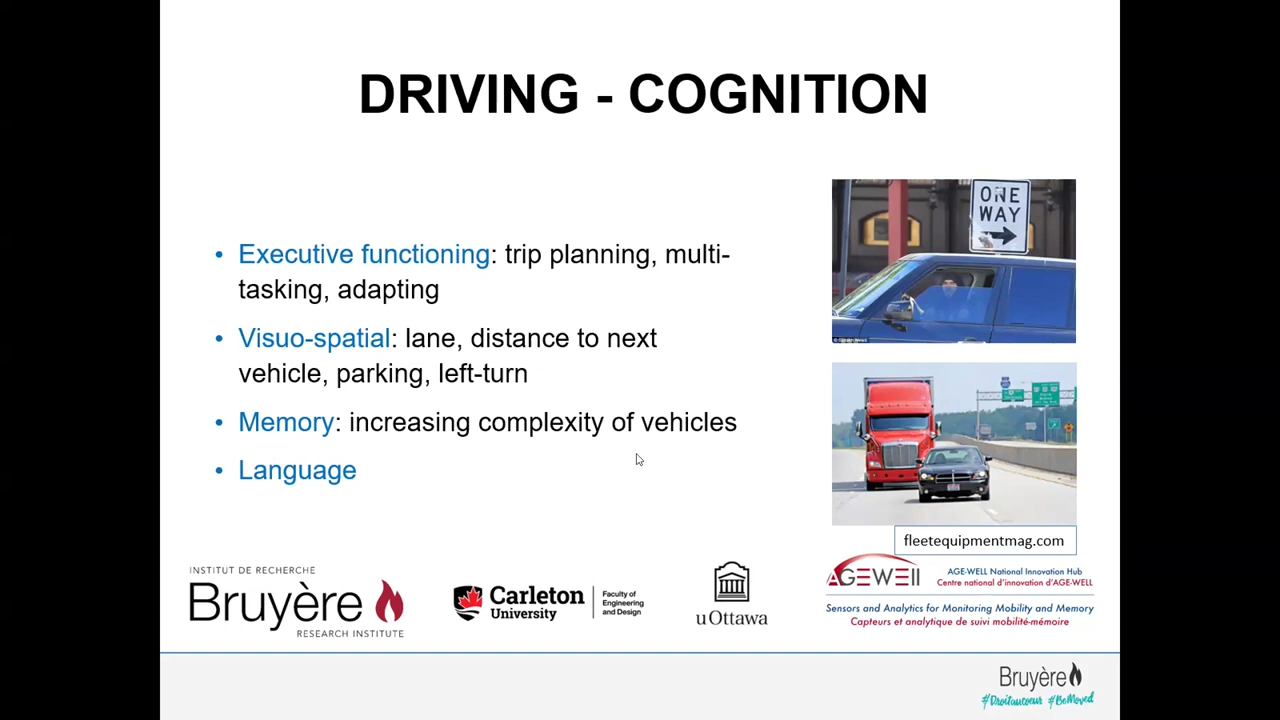 DRIVING - COGNITION
• Executive functioning: trip planning, multi-
tasking, adapting
• Visuo-spatial: lane, distance to next
vehicle, parking, left-turn
• Memory: increasing complexity of vehicles
• Language
ONE
WAY
fleetequipmentmag.com
INSTITUT DE RECHERCHE
Bruyère
RESEARCH INSTITUTE
Carleton
University
Faculty of
Engineering
and Design
uOttawa
AGEWELL
AGE-WELL National Innovation Hub
Centre national d'innovation d'AGE-WELL
Sensors and Analytics for Monitoring Mobility and Memory
Capteurs et analytique de suivi mobilité-mémoire
Bruyère
#Droitaucoeur #BeMoved